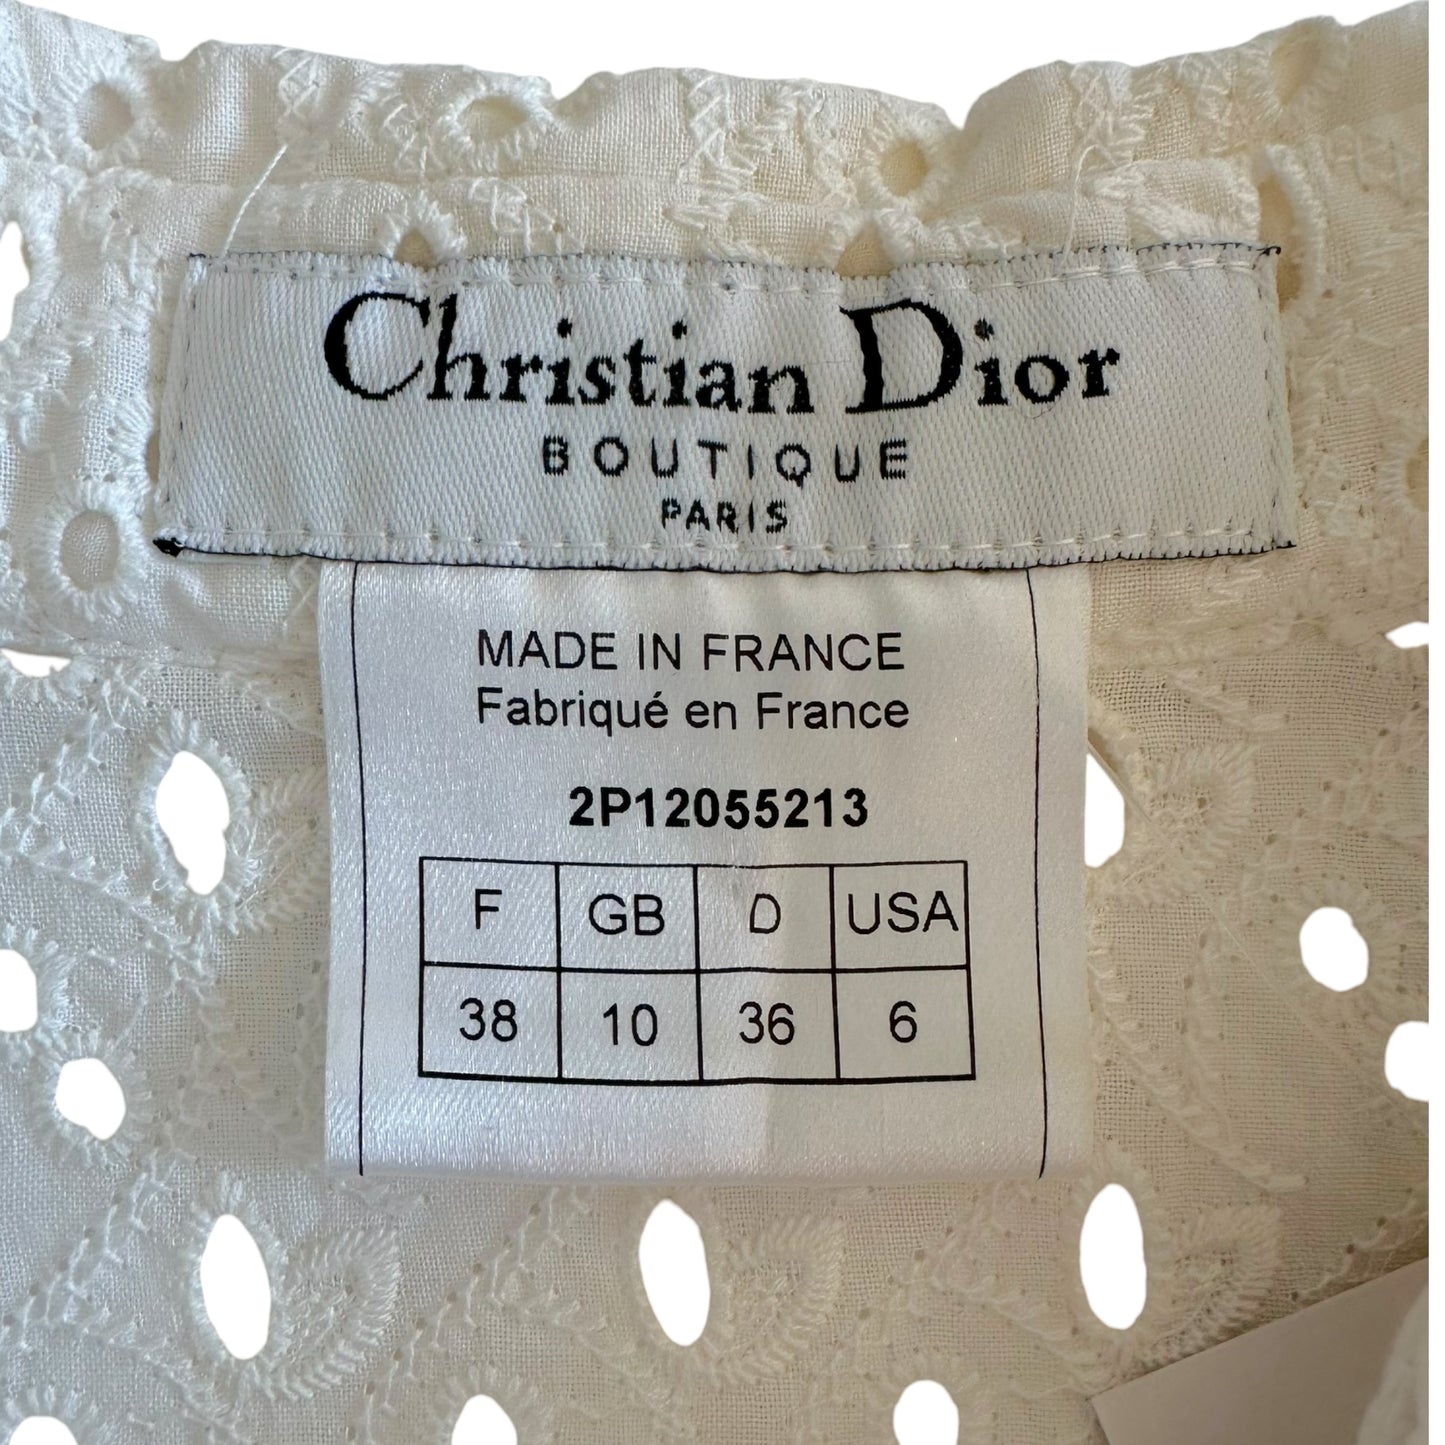 Christian Dior
BOUTIQUE
PARIS
MADE IN FRANCE
Fabriqué en France
2P12055213
F GB D USA
38 10 36 6